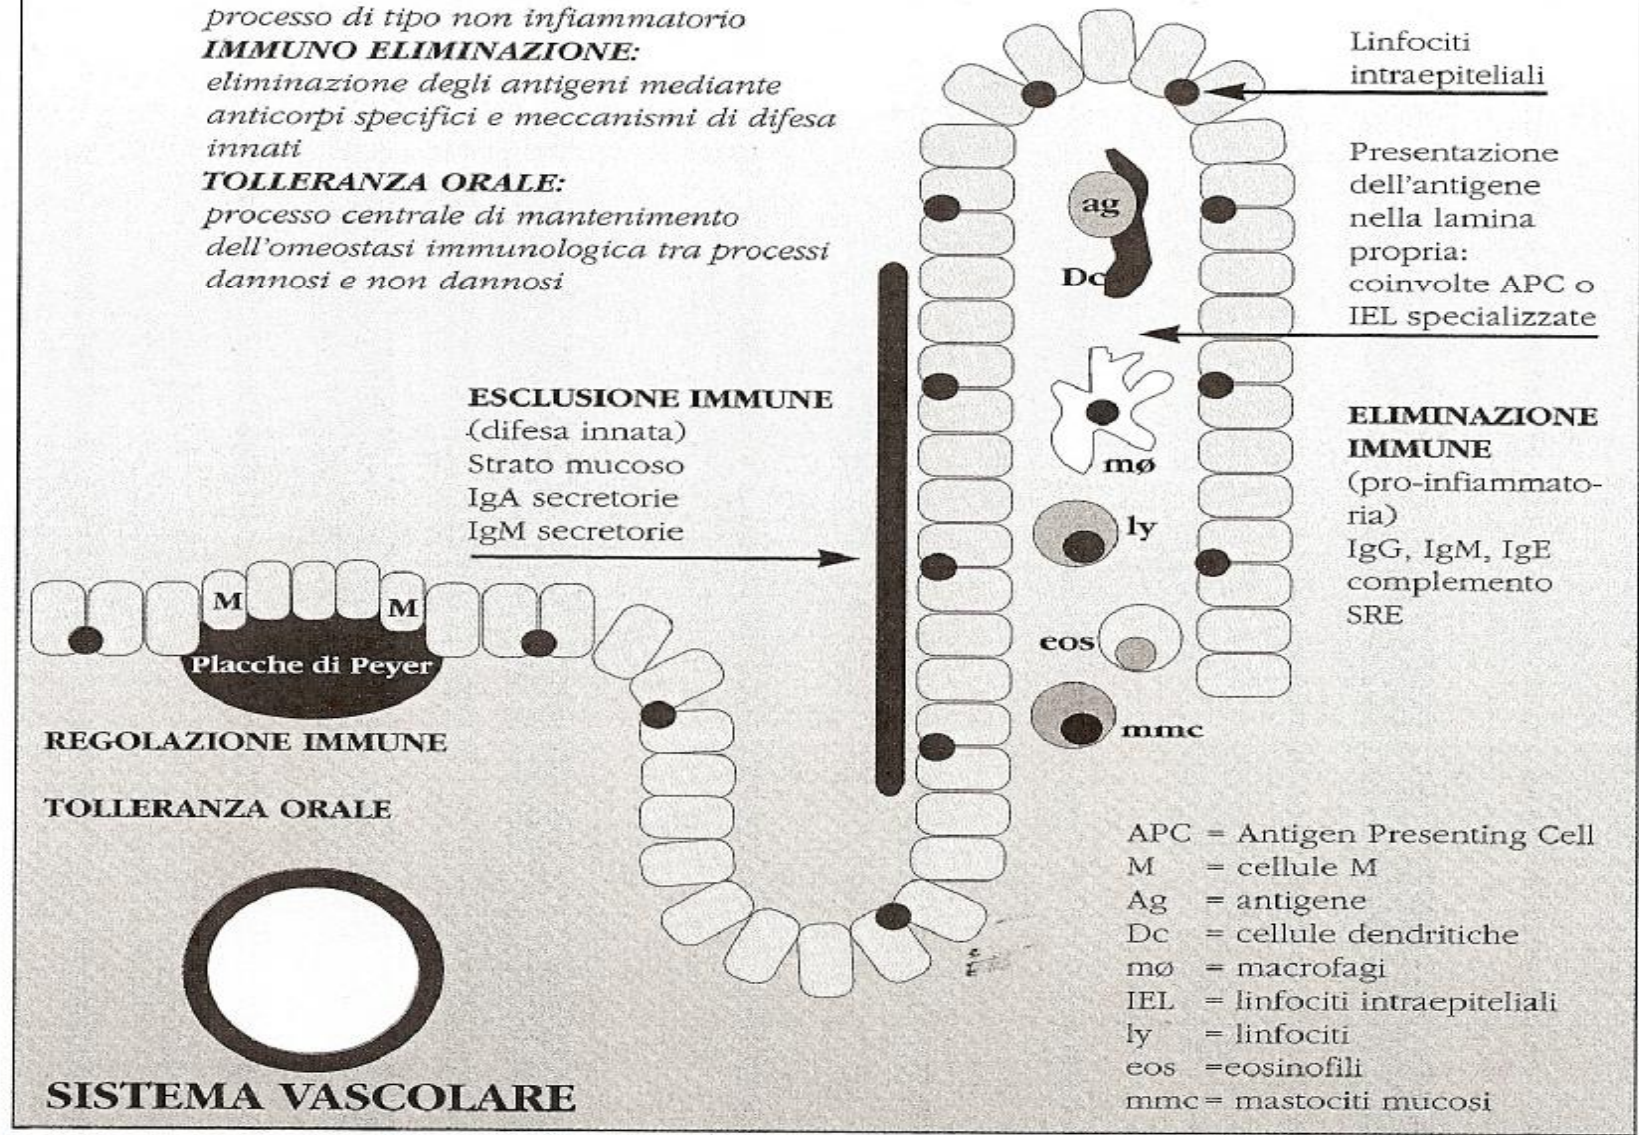 processo di tipo non infiammatorio
IMMUNO ELIMINAZIONE:
eliminazione degli antigeni mediante
anticorpi specifici e meccanismi di difesa
innati
TOLLERANZA ORALE:
processo centrale di mantenimento
dell'omeostasi immunologica tra processi
dannosi e non dannosi
Linfociti
intraepiteliali
Presentazione
dell'antigene
nella lamina
propria:
coinvolte APC o
IEL specializzate
ag
Dc
mø
ly
eos
mmc
ESCLUSIONE IMMUNE
(difesa innata)
Strato mucoso
IgA secretorie
IgM secretorie
ELIMINAZIONE
IMMUNE
(pro-infiammato-
ria)
IgG, IgM, IgE
complemento
SRE
M
M
Placche di Peyer
REGOLAZIONE IMMUNE
TOLLERANZA ORALE
SISTEMA VASCOLARE
APC = Antigen Presenting Cell
M = cellule M
Ag = antigene
Dc = cellule dendritiche
mø = macrofagi
IEL = linfociti intraepiteliali
ly = linfociti
eos =eosinofili
mmc = mastociti mucosi